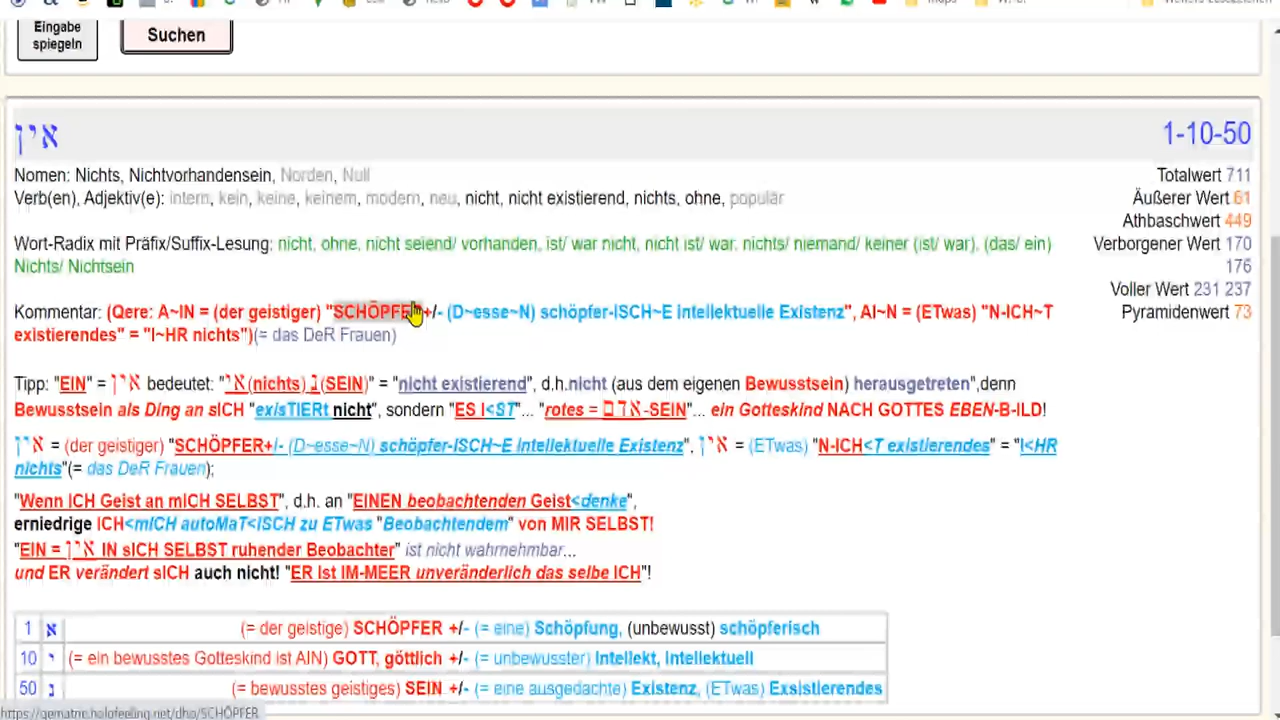 Eingabe
spiegeln
Suchen
אין 1-10-50
Nomen: Nichts, Nichtvorhandensein, Norden, Null Totalwert 711
Verb(en), Adjektiv(e): intern, kein, keine, keinem, modern, neu, nicht, nicht existierend, nichts, ohne, populär Äußerer Wert 61
Athbaschwert 449
Wort-Radix mit Präfix/Suffix-Lesung: nicht, ohne, nicht seiend/ vorhanden, ist/ war nicht, nicht ist/ war, nichts/ niemand/ keiner (ist/ war), (das/ ein) Verborgener Wert 170
Nichts/ Nichtsein 176
Voller Wert 231 237
Kommentar: (Qere: A~IN = (der geistiger) "SCHÖPFER+/- (D~esse~N) schöpfer-ISCH~E Intellektuelle Existenz", AI~N = (ETwas) "N-ICH~T Pyramidenwert 73
existierendes" = "I~HR nichts")(= das DeR Frauen)
Tipp: "EIN" = אין bedeutet: "אי(nichts) נ(SEIN)" = "nicht existierend", d.h.nicht (aus dem eigenen Bewusstsein) herausgetreten",denn
Bewusstsein als Ding an sICH "exisTIERt nicht", sondern "ES I<ST"... "rotes = אדם-SEIN"... ein Gotteskind NACH GOTTES EBEN-B-ILD!
אין = (der geistiger) "SCHÖPFER+/- (D~esse~N) schöpfer-ISCH~E Intellektuelle Existenz", אין = (ETwas) "N-ICH<T existierendes" = "I<HR
nichts"(= das DeR Frauen);
"Wenn ICH Geist an mICH SELBST", d.h. an "EINEN beobachtenden Geist<denke",
erniedrige ICH<mICH autoMaT<ISCH zu ETwas "Beobachtendem" von MIR SELBST!
"EIN = אין IN sICH SELBST ruhender Beobachter" ist nicht wahrnehmbar...
und ER verändert sICH auch nicht! "ER Ist IM-MEER unveränderlich das selbe ICH"!
1 א (= der geistige) SCHÖPFER +/- (= eine) Schöpfung, (unbewusst) schöpferisch
10 י (= ein bewusstes Gotteskind ist AIN) GOTT, göttlich +/- (= unbewusster) Intellekt, Intellektuell
50 נ (= bewusstes geistiges) SEIN +/- (= eine ausgedachte) Existenz, (ETwas) Exsistierendes
https://gematrie.holofeeling.net/dha/SCHÖPFER